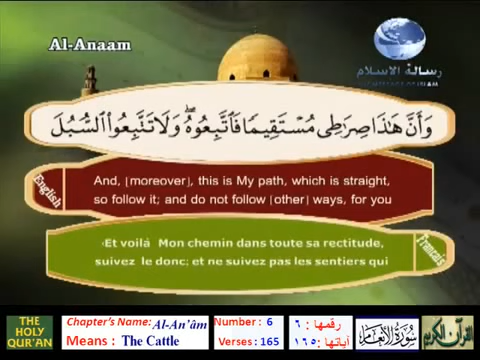 Al-Anaam
رسالة الإسلام
وَأَنَّ هَٰذَا صِرَٰطِى مُسْتَقِيمًا فَٱتَّبِعُوهُ ۖ وَلَا تَتَّبِعُوا۟ ٱلسُّبُلَ
English
And, [moreover], this is My path, which is straight,
so follow it; and do not follow [other] ways, for you
‹Et voilà Mon chemin dans toute sa rectitude,
suivez le donc; et ne suivez pas les sentiers qui
Francais
THE
HOLY
QUR'AN
Chapter's Name: Al-An'âm
Means : The Cattle
Number : 6
Verses : 165
رقمها : ٦
آياتها : ١٦٥
سورة الأنعام
القرآن الكريم